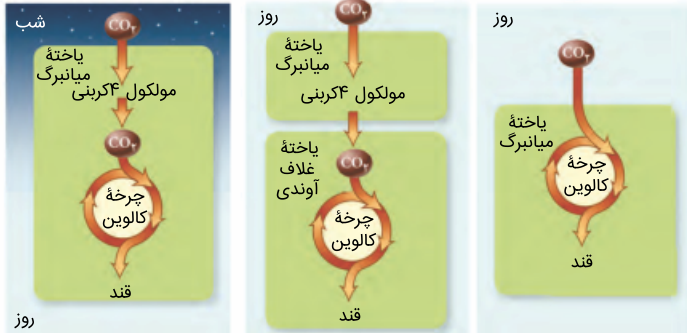 روز
CO۲
یاختهٔ
میانبرگ
چرخهٔ
کالوین
قند
روز
CO۲
یاختهٔ
میانبرگ
مولکول ۴کربنی
یاختهٔ
غلاف
آوندی
CO۲
چرخهٔ
کالوین
قند
شب
CO۲
یاختهٔ
میانبرگ
مولکول ۴کربنی
CO۲
چرخهٔ
کالوین
قند
روز